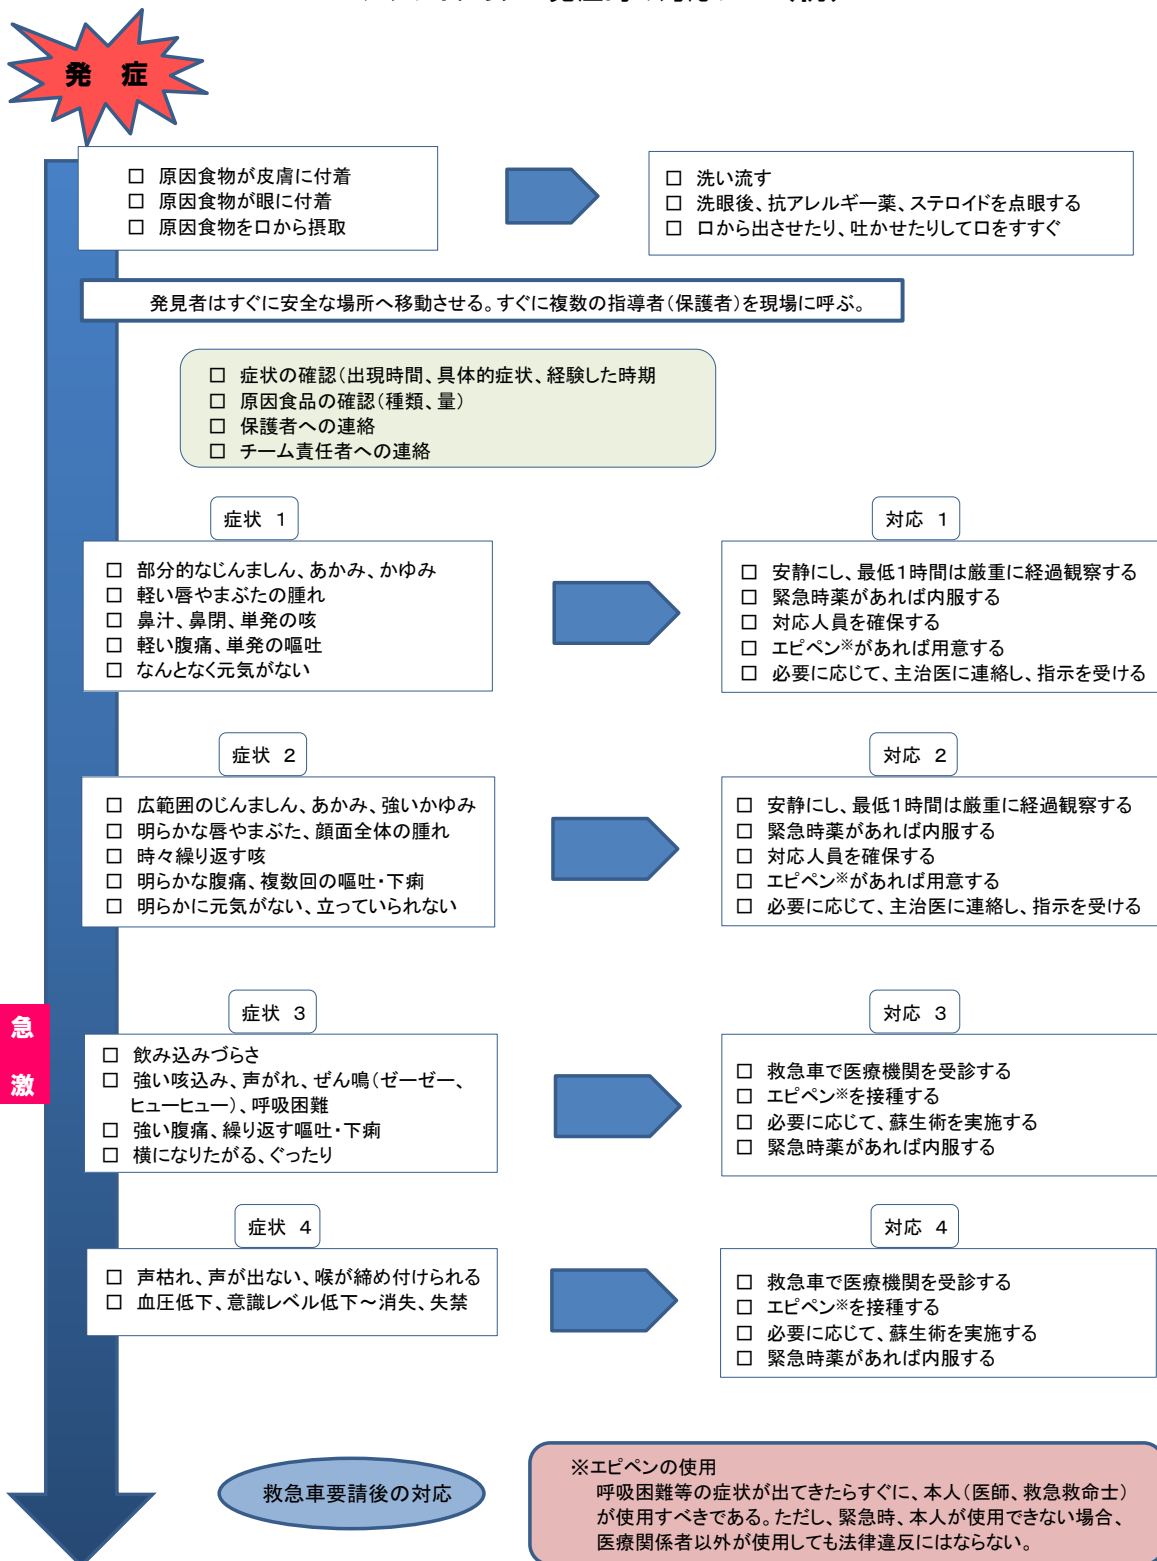 発 症
□ 原因食物が皮膚に付着
□ 原因食物が眼に付着
□ 原因食物を口から摂取
□ 洗い流す
□ 洗眼後、抗アレルギー薬、ステロイドを点眼する
□ 口から出させたり、吐かせたりして口をすすぐ
発見者はすぐに安全な場所へ移動させる。すぐに複数の指導者(保護者)を現場に呼ぶ。
□ 症状の確認(出現時間、具体的症状、経験した時期
□ 原因食品の確認(種類、量)
□ 保護者への連絡
□ チーム責任者への連絡
症状 1
□ 部分的なじんましん、あかみ、かゆみ
□ 軽い唇やまぶたの腫れ
□ 鼻汁、鼻閉、単発の咳
□ 軽い腹痛、単発の嘔吐
□ なんとなく元気がない
対応 1
□ 安静にし、最低1時間は厳重に経過観察する
□ 緊急時薬があれば内服する
□ 対応人員を確保する
□ エピペン※があれば用意する
□ 必要に応じて、主治医に連絡し、指示を受ける
症状 2
□ 広範囲のじんましん、あかみ、強いかゆみ
□ 明らかな唇やまぶた、顔面全体の腫れ
□ 時々繰り返す咳
□ 明らかな腹痛、複数回の嘔吐・下痢
□ 明らかに元気がない、立っていられない
対応 2
□ 安静にし、最低1時間は厳重に経過観察する
□ 緊急時薬があれば内服する
□ 対応人員を確保する
□ エピペン※があれば用意する
□ 必要に応じて、主治医に連絡し、指示を受ける
急
激
症状 3
□ 飲み込みづらさ
□ 強い咳込み、声がれ、ぜん鳴(ゼーゼー、
ヒューヒュー)、呼吸困難
□ 強い腹痛、繰り返す嘔吐・下痢
□ 横になりたがる、ぐったり
対応 3
□ 救急車で医療機関を受診する
□ エピペン※を接種する
□ 必要に応じて、蘇生術を実施する
□ 緊急時薬があれば内服する
症状 4
□ 声枯れ、声が出ない、喉が締め付けられる
□ 血圧低下、意識レベル低下~消失、失禁
対応 4
□ 救急車で医療機関を受診する
□ エピペン※を接種する
□ 必要に応じて、蘇生術を実施する
□ 緊急時薬があれば内服する
救急車要請後の対応
※エピペンの使用
呼吸困難等の症状が出てきたらすぐに、本人(医師、救急救命士)
が使用すべきである。ただし、緊急時、本人が使用できない場合、
医療関係者以外が使用しても法律違反にはならない。